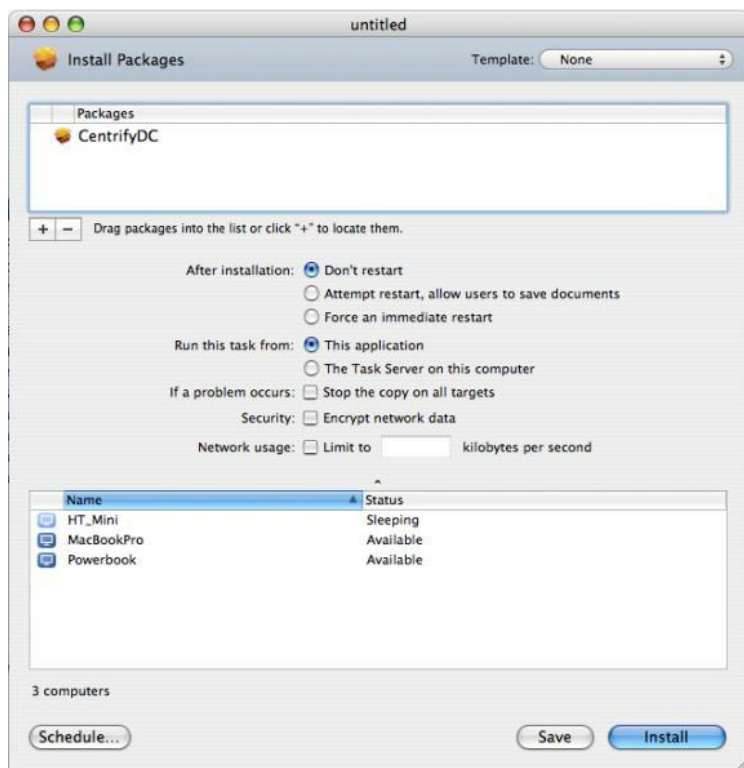 untitled
Install Packages Template: None
Packages
CentrifyDC
+ − Drag packages into the list or click "+" to locate them.
After installation: Don't restart
Attempt restart, allow users to save documents
Force an immediate restart
Run this task from: This application
The Task Server on this computer
If a problem occurs: Stop the copy on all targets
Security: Encrypt network data
Network usage: Limit to kilobytes per second
Name Status
HT_Mini Sleeping
MacBookPro Available
Powerbook Available
3 computers
Schedule... Save Install